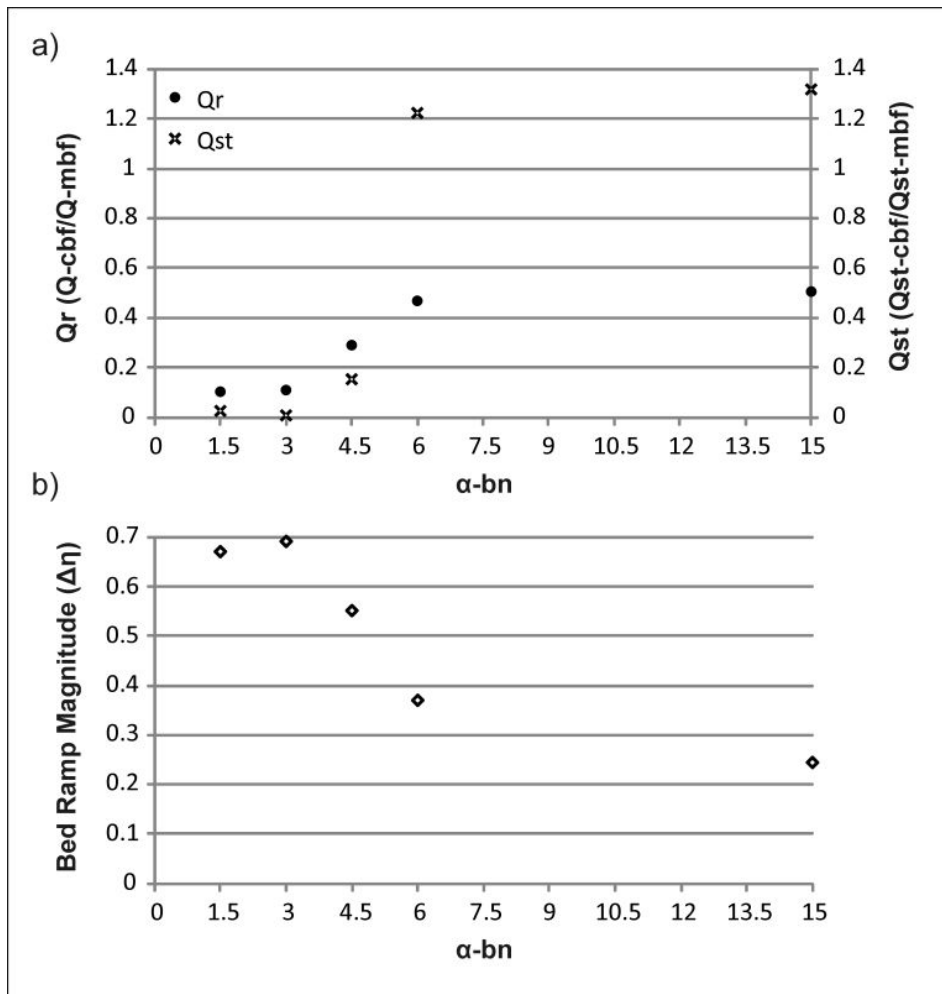 a)
1.4 1.4
1.2 1.2
1 1
0.8 0.8
0.6 0.6
0.4 0.4
0.2 0.2
0 0
Qr
Qst
Qr (Q-cbf/Q-mbf)
Qst (Qst-cbf/Qst-mbf)
0 1.5 3 4.5 6 7.5 9 10.5 12 13.5 15
α-bn
b)
0.7
0.6
0.5
0.4
0.3
0.2
0.1
0
Bed Ramp Magnitude (Δη)
0 1.5 3 4.5 6 7.5 9 10.5 12 13.5 15
α-bn